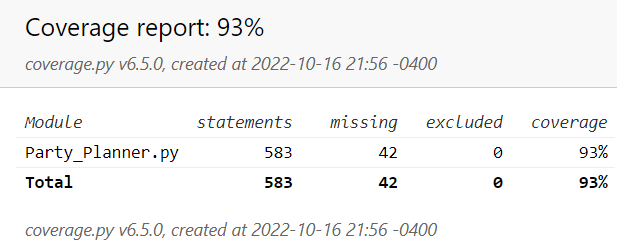 Coverage report: 93%
coverage.py v6.5.0, created at 2022-10-16 21:56 -0400
Module statements missing excluded coverage
Party_Planner.py 583 42 0 93%
Total 583 42 0 93%
coverage.py v6.5.0, created at 2022-10-16 21:56 -0400